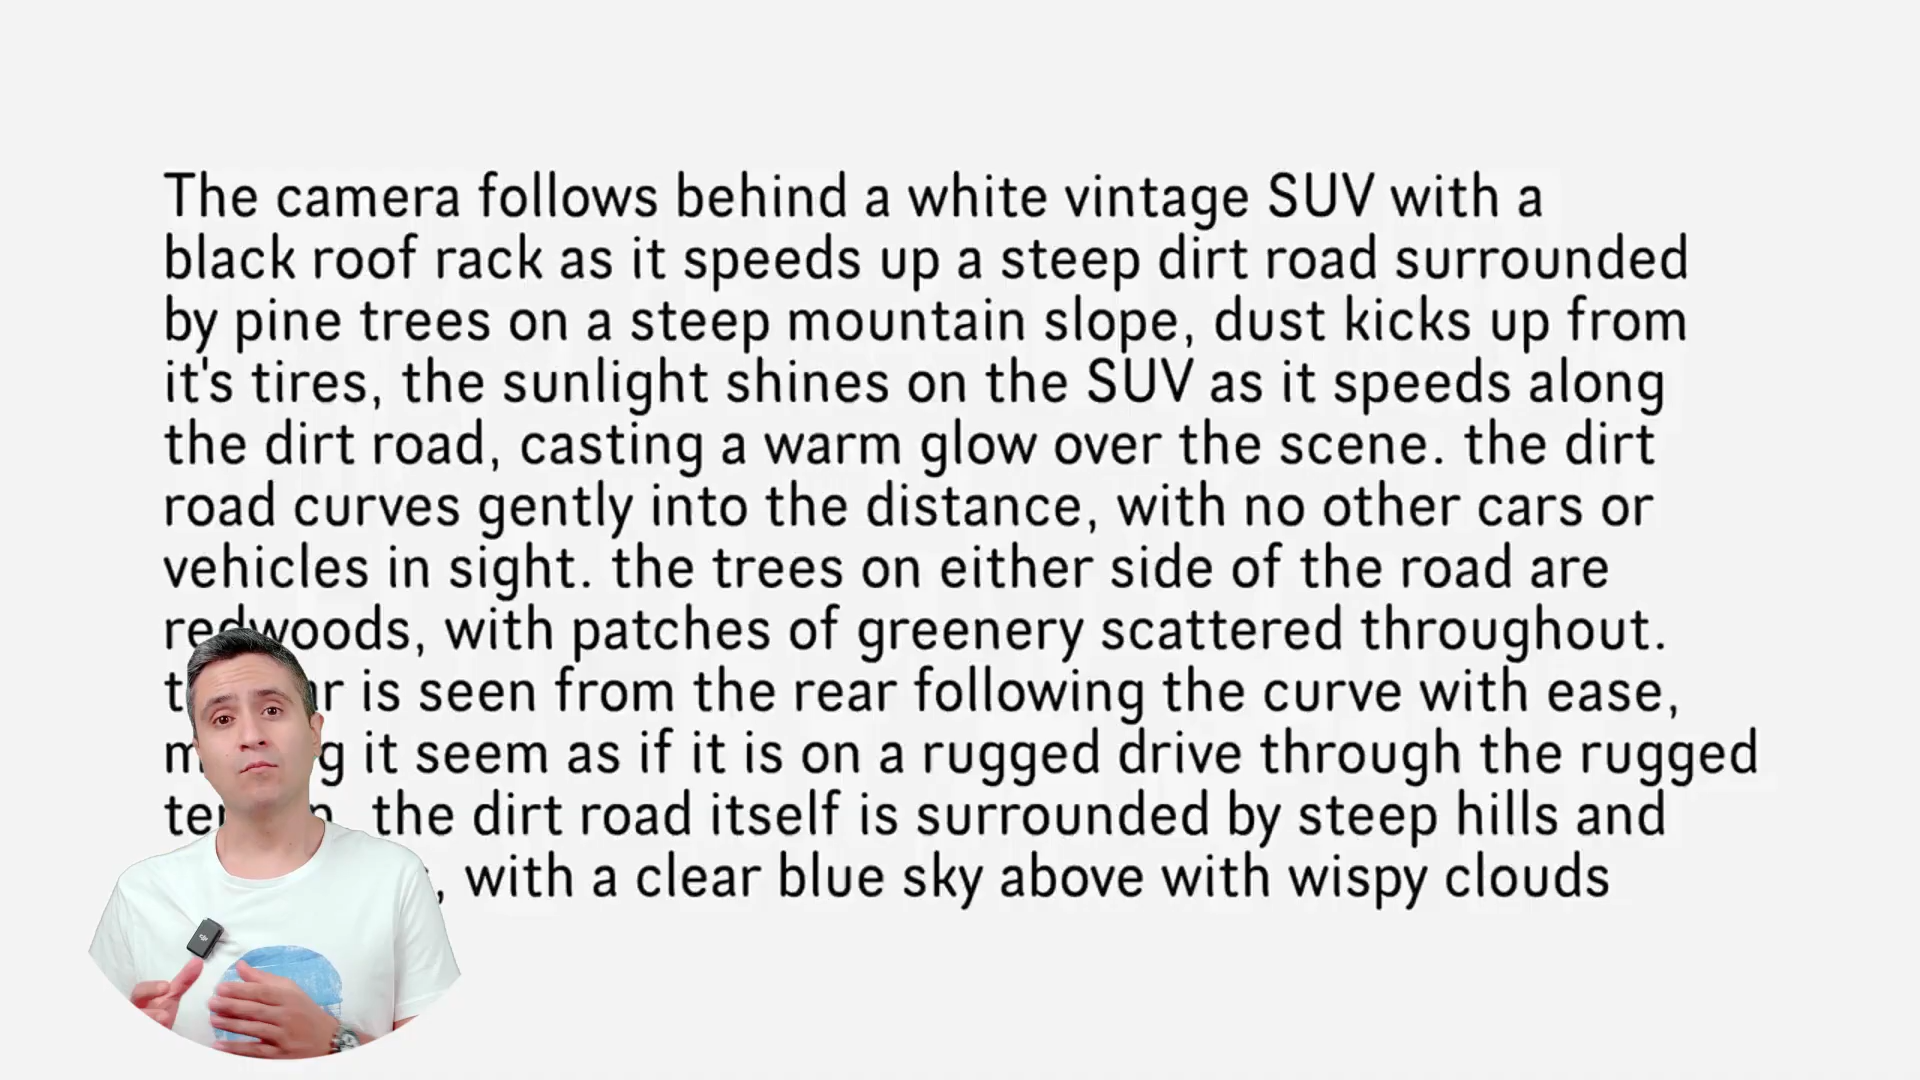 The camera follows behind a white vintage SUV with a
black roof rack as it speeds up a steep dirt road surrounded
by pine trees on a steep mountain slope, dust kicks up from
it's tires, the sunlight shines on the SUV as it speeds along
the dirt road, casting a warm glow over the scene. the dirt
road curves gently into the distance, with no other cars or
vehicles in sight. the trees on either side of the road are
redwoods, with patches of greenery scattered throughout.
is seen from the rear following the curve with ease,
it seem as if it is on a rugged drive through the rugged
the dirt road itself is surrounded by steep hills and
, with a clear blue sky above with wispy clouds